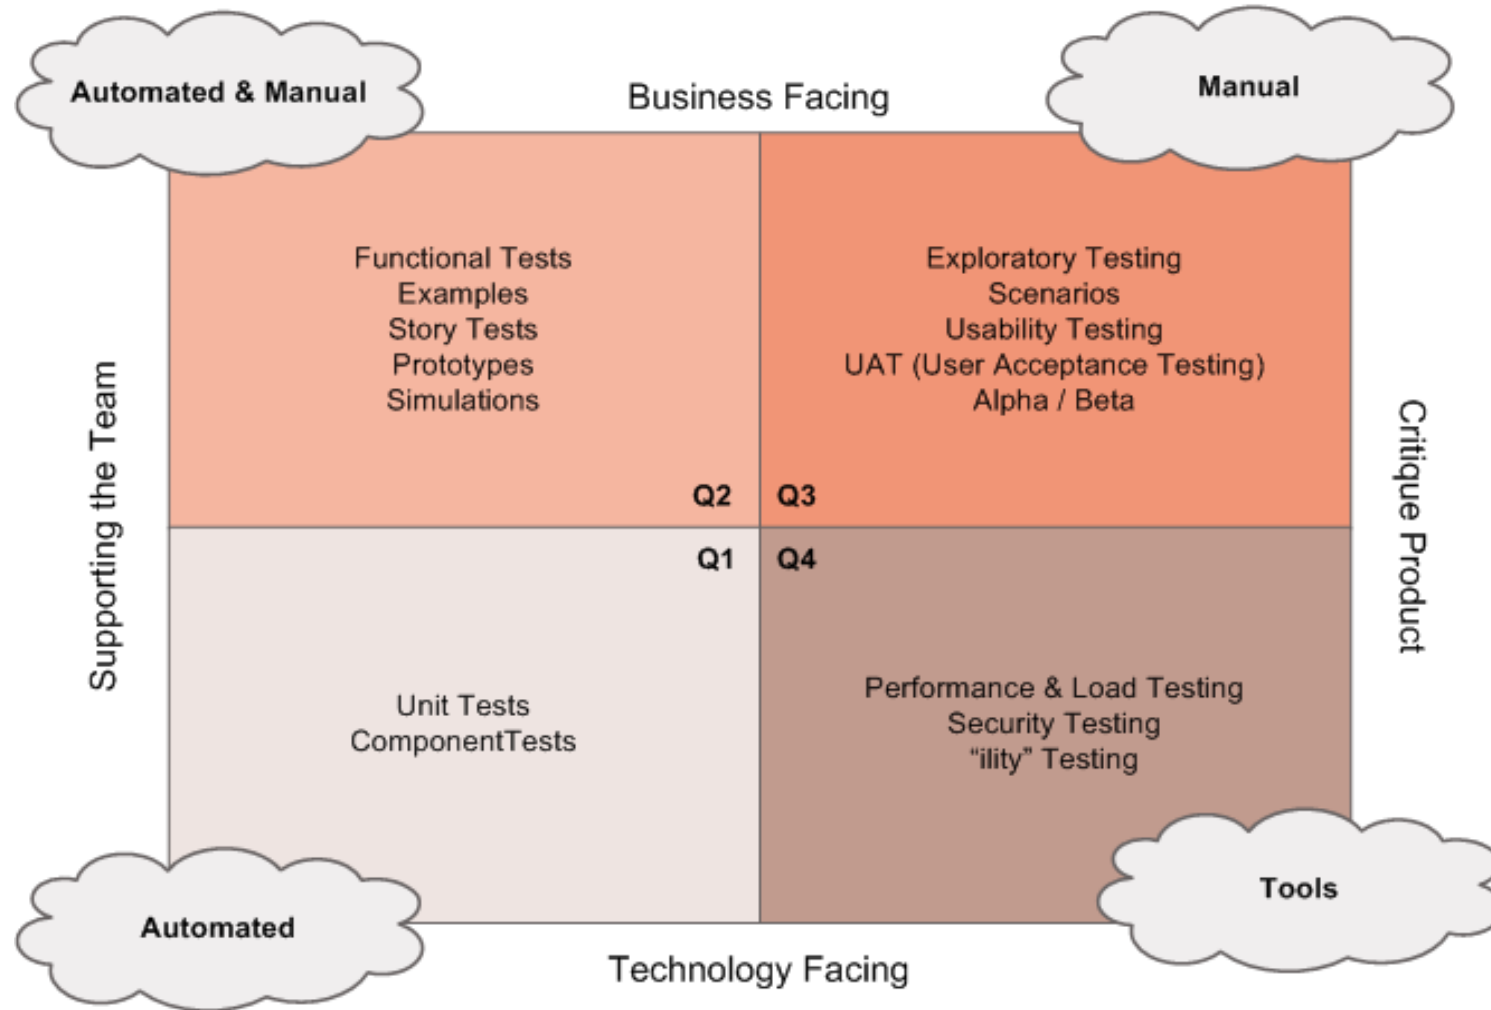 Automated & Manual
Business Facing
Manual
Functional Tests
Examples
Story Tests
Prototypes
Simulations
Exploratory Testing
Scenarios
Usability Testing
UAT (User Acceptance Testing)
Alpha / Beta
Supporting the Team
Critique Product
Q2
Q3
Q1
Q4
Unit Tests
ComponentTests
Performance & Load Testing
Security Testing
“ility” Testing
Automated
Tools
Technology Facing